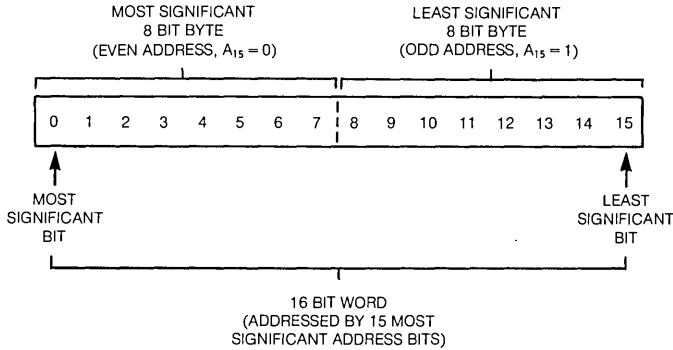 MOST SIGNIFICANT
8 BIT BYTE
(EVEN ADDRESS, A15 = 0)
LEAST SIGNIFICANT
8 BIT BYTE
(ODD ADDRESS, A15 = 1)
0 1 2 3 4 5 6 7 8 9 10 11 12 13 14 15
MOST
SIGNIFICANT
BIT
LEAST
SIGNIFICANT
BIT
16 BIT WORD
(ADDRESSED BY 15 MOST
SIGNIFICANT ADDRESS BITS)